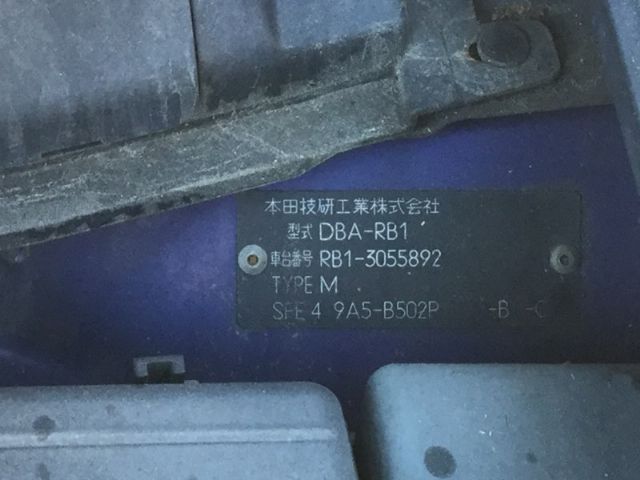 本田技研工業株式会社
型式 DBA-RB1
車台番号 RB1-3055892
TYPE M
SFE 4 9A5-B502P -B -C